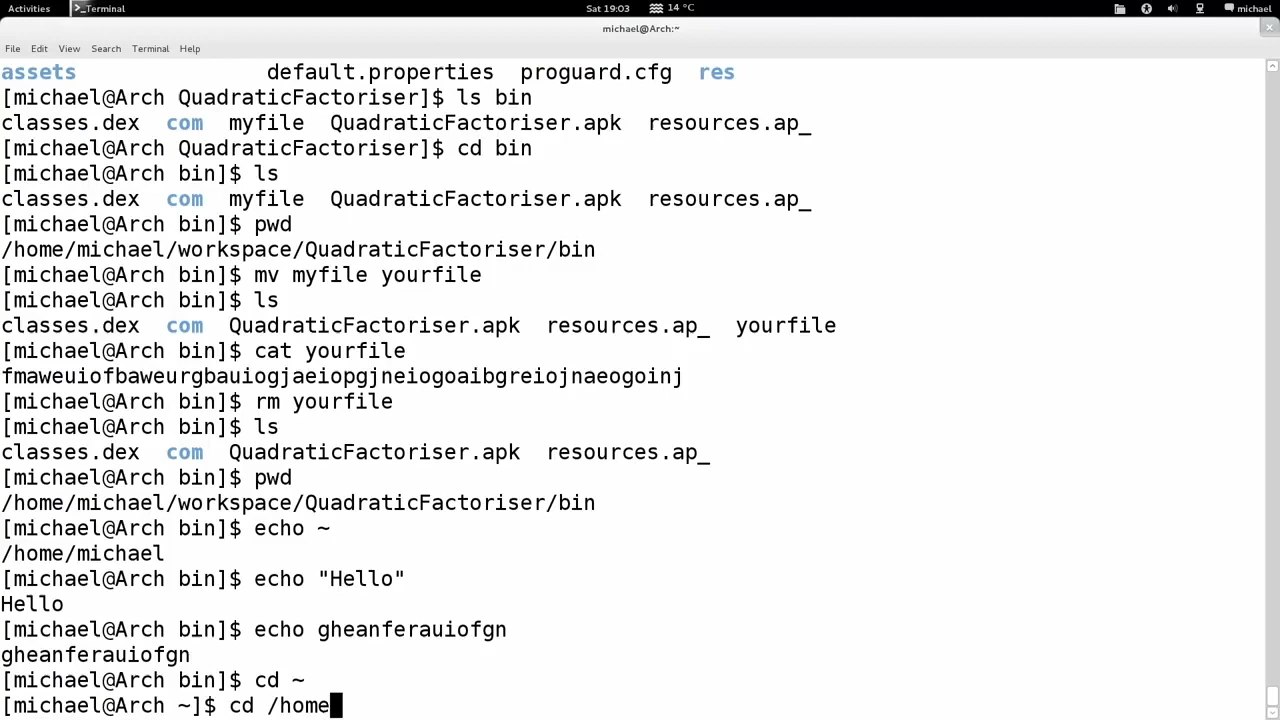 Activities Terminal Sat 19:03 14 °C michael
michael@Arch:~
File Edit View Search Terminal Help
assets default.properties proguard.cfg res
[michael@Arch QuadraticFactoriser]$ ls bin
classes.dex com myfile QuadraticFactoriser.apk resources.ap_
[michael@Arch QuadraticFactoriser]$ cd bin
[michael@Arch bin]$ ls
classes.dex com myfile QuadraticFactoriser.apk resources.ap_
[michael@Arch bin]$ pwd
/home/michael/workspace/QuadraticFactoriser/bin
[michael@Arch bin]$ mv myfile yourfile
[michael@Arch bin]$ ls
classes.dex com QuadraticFactoriser.apk resources.ap_ yourfile
[michael@Arch bin]$ cat yourfile
fmaweuiofbaweurgbauiogjaeiopgjneiogoaibgreiojnaeogoinj
[michael@Arch bin]$ rm yourfile
[michael@Arch bin]$ ls
classes.dex com QuadraticFactoriser.apk resources.ap_
[michael@Arch bin]$ pwd
/home/michael/workspace/QuadraticFactoriser/bin
[michael@Arch bin]$ echo ~
/home/michael
[michael@Arch bin]$ echo "Hello"
Hello
[michael@Arch bin]$ echo gheanferauiofgn
gheanferauiofgn
[michael@Arch bin]$ cd ~
[michael@Arch ~]$ cd /home